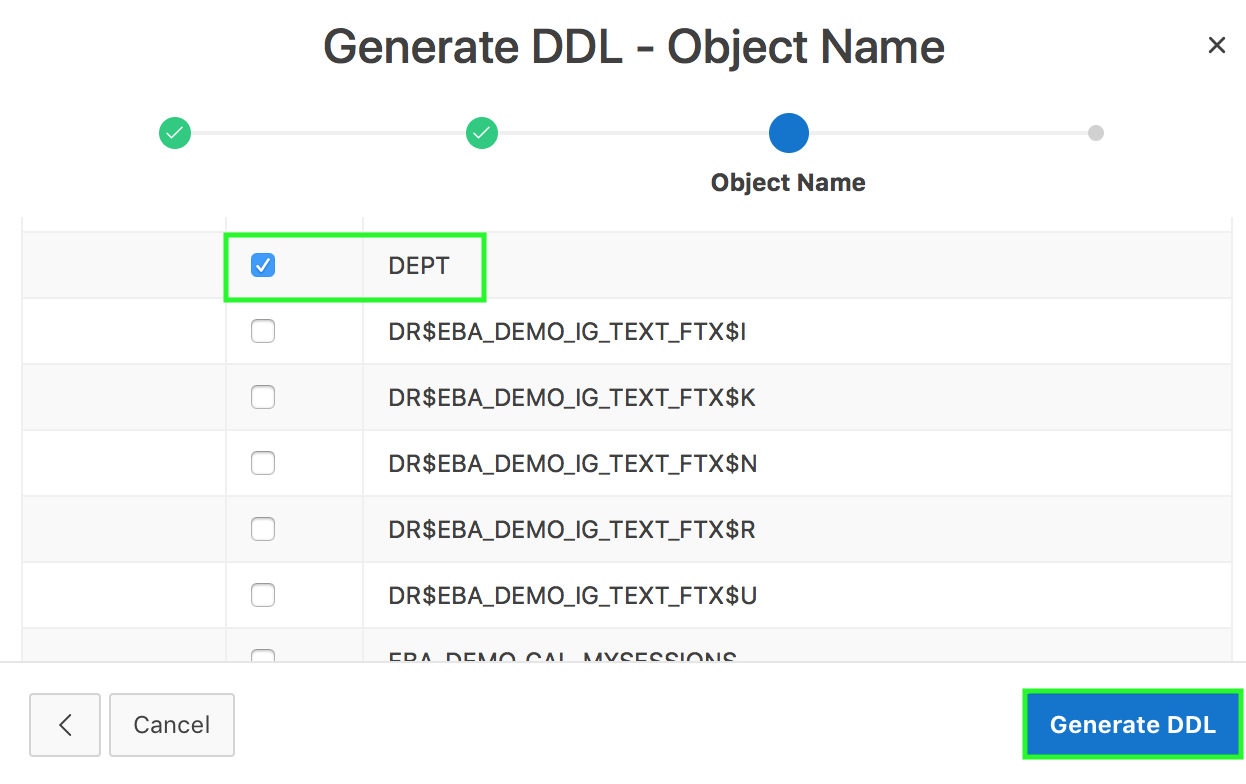 Generate DDL - Object Name
Object Name
DEPT
DR$EBA_DEMO_IG_TEXT_FTX$I
DR$EBA_DEMO_IG_TEXT_FTX$K
DR$EBA_DEMO_IG_TEXT_FTX$N
DR$EBA_DEMO_IG_TEXT_FTX$R
DR$EBA_DEMO_IG_TEXT_FTX$U
EBA_DEMO_CAL_MYSESSIONS
Cancel
Generate DDL